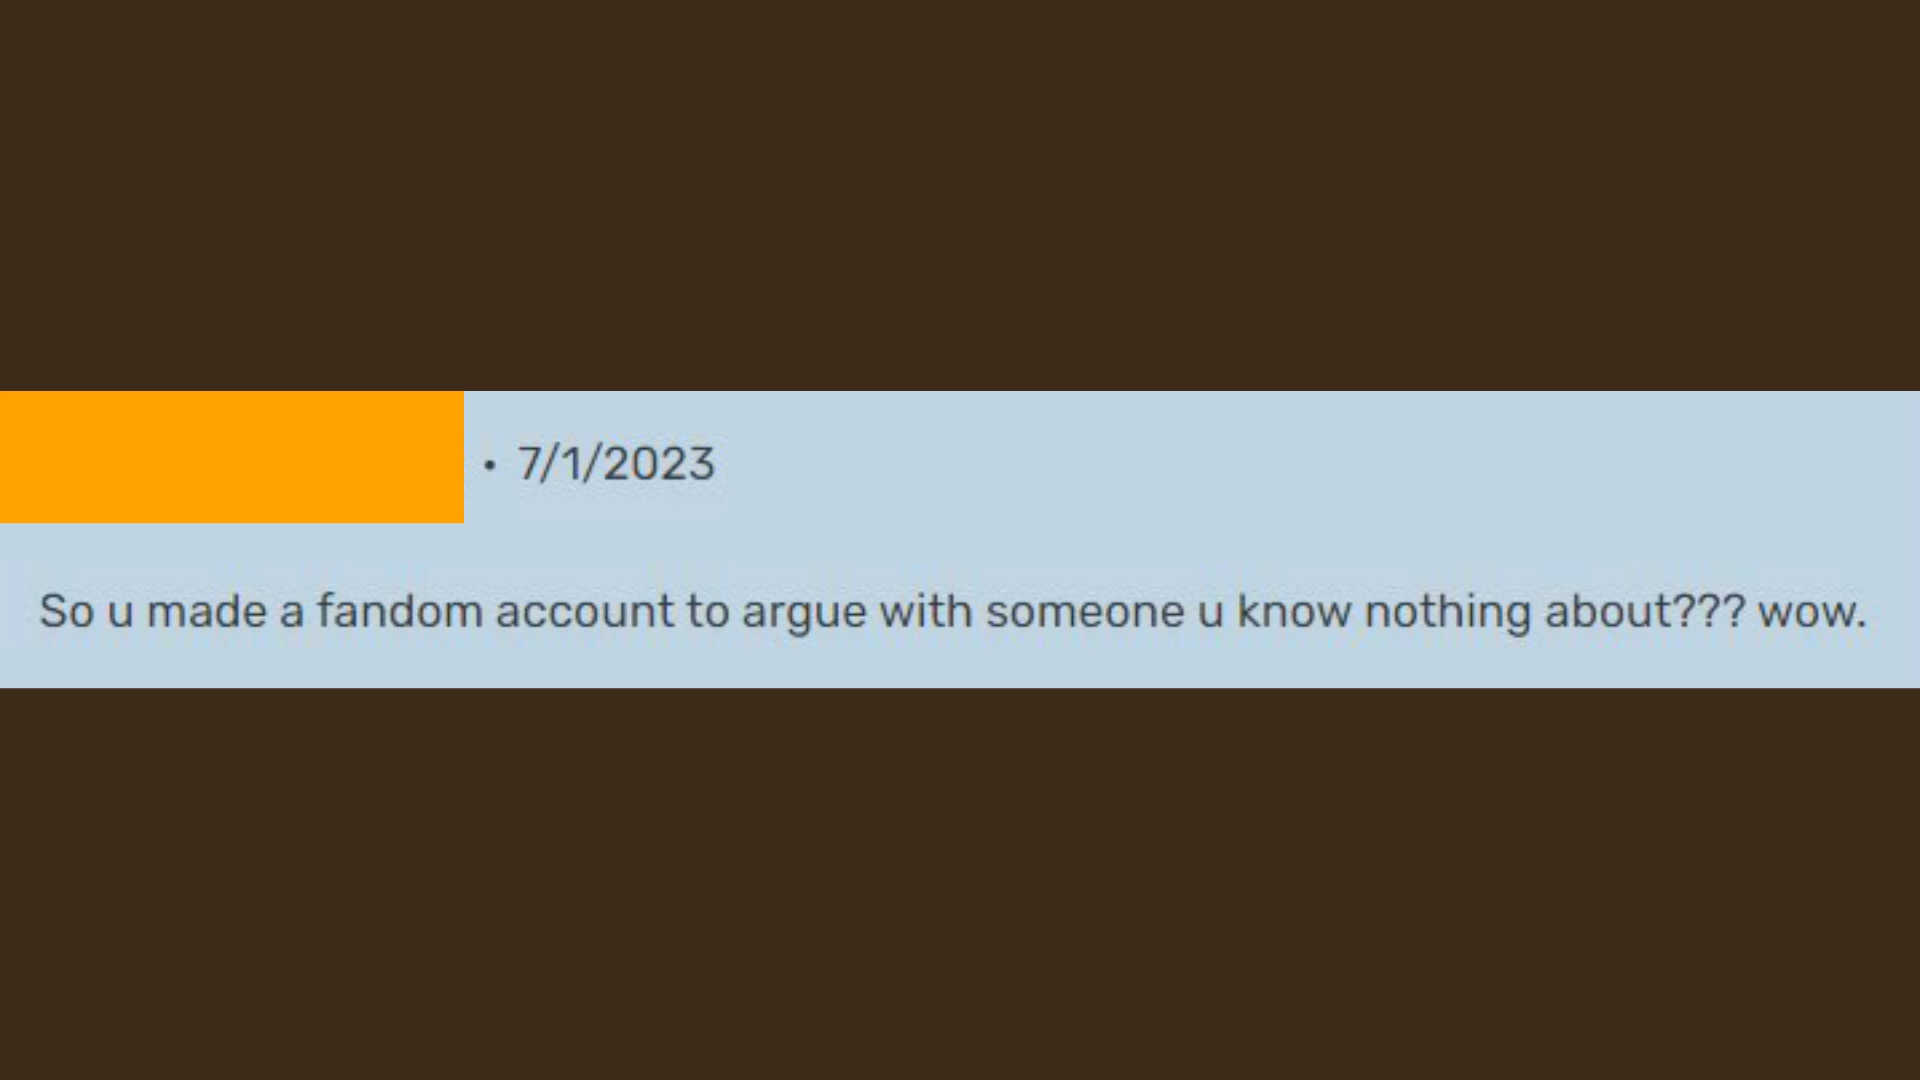 • 7/1/2023
So u made a fandom account to argue with someone u know nothing about??? wow.